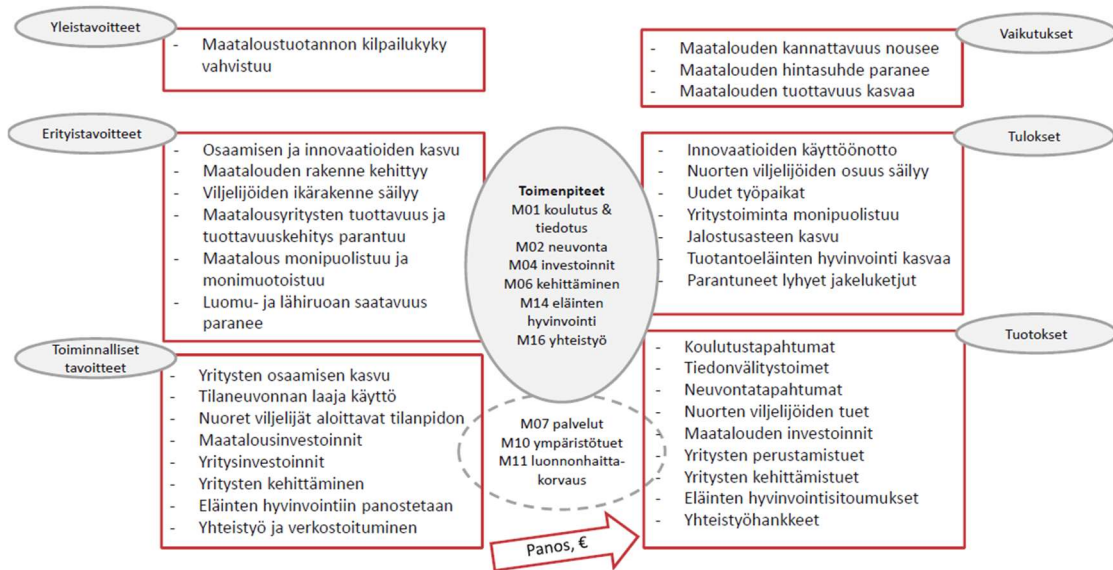 Yleistavoitteet
- Maataloustuotannon kilpailukyky
vahvistuu
Erityistavoitteet
- Osaamisen ja innovaatioiden kasvu
- Maatalouden rakenne kehittyy
- Viljelijöiden ikärakenne säilyy
- Maatalousyritysten tuottavuus ja
tuottavuuskehitys parantuu
- Maatalous monipuolistuu ja
monimuotoistuu
- Luomu- ja lähiruoan saatavuus
paranee
Toiminnalliset
tavoitteet
- Yritysten osaamisen kasvu
- Tilaneuvonnan laaja käyttö
- Nuoret viljelijät aloittavat tilanpidon
- Maatalousinvestoinnit
- Yritysinvestoinnit
- Yritysten kehittäminen
- Eläinten hyvinvointiin panostetaan
- Yhteistyö ja verkostoituminen
Toimenpiteet
M01 koulutus &
tiedotus
M02 neuvonta
M04 investoinnit
M06 kehittäminen
M14 eläinten
hyvinvointi
M16 yhteistyö
M07 palvelut
M10 ympäristötuet
M11 luonnonhaitta-
korvaus
Panos, €
Vaikutukset
- Maatalouden kannattavuus nousee
- Maatalouden hintasuhde paranee
- Maatalouden tuottavuus kasvaa
Tulokset
- Innovaatioiden käyttöönotto
- Nuorten viljelijöiden osuus säilyy
- Uudet työpaikat
- Yritystoiminta monipuolistuu
- Jalostusasteen kasvu
- Tuotantoeläinten hyvinvointi kasvaa
- Parantuneet lyhyet jakeluketjut
Tuotokset
- Koulutustapahtumat
- Tiedonvälitystoimet
- Neuvontatapahtumat
- Nuorten viljelijöiden tuet
- Maatalouden investoinnit
- Yritysten perustamistuet
- Yritysten kehittämistuet
- Eläinten hyvinvointisitoumukset
- Yhteistyöhankkeet